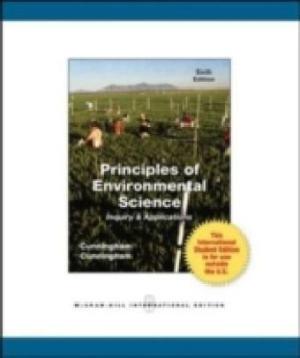 Sixth
Edition
Principles of
Environmental
Science
Inquiry & Applications
Cunningham
Cunningham
This
International
Student Edition
is for use
outside
the U.S.
McGRAW-HILL INTERNATIONAL EDITION